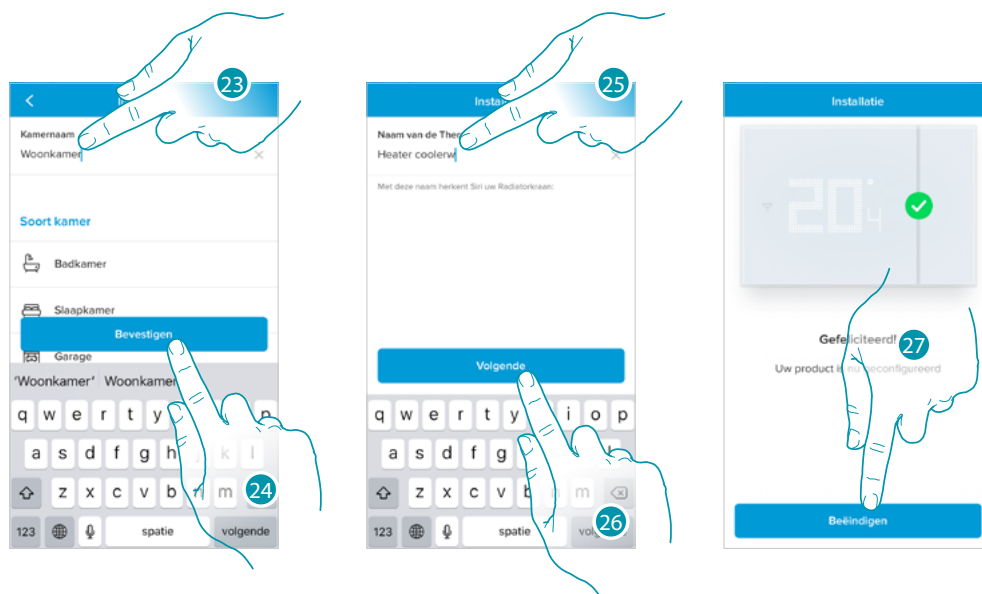 23
Kamernaam
Woonkamer
Soort kamer
Badkamer
Slaapkamer
Bevestigen
Garage
'Woonkamer' Woonkamer
q w e r t y p
a s d f g h k l
z x c v b n m
24
123 spatie volgende
25
Insta
Naam van de Ther
Heater coolerw
Met deze naam herkent Siri uw Radiatorkraan:
Volgende
q w e r t y i o p
a s d f g
z x c v b n m
26
123 spatie
Installatie
20.4
Gefeliciteerd!
27
Uw product is nu geconfigureerd
Beëindigen